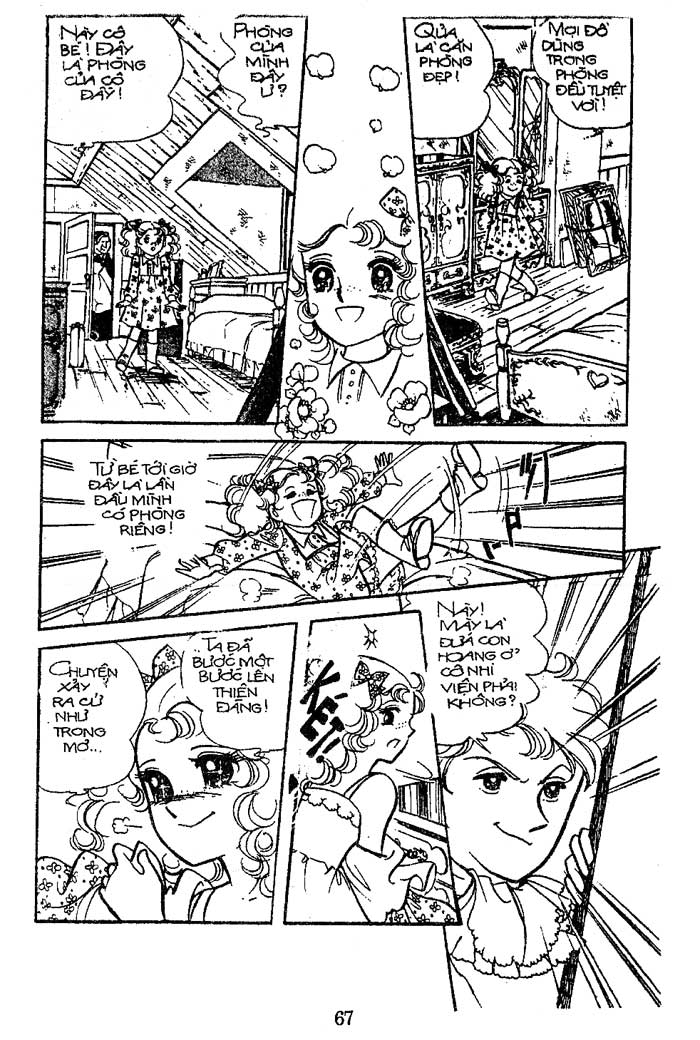 NÀY CÔ
BÉ! ĐÂY
LÀ PHÒNG
CỦA CÔ
ĐẤY!
PHÒNG
CỦA
MÌNH
ĐÂY
Ư?
QUẢ
LÀ CĂN
PHÒNG
ĐẸP!
MỌI ĐỒ
DÙNG
TRONG
PHÒNG
ĐỀU TUYỆT
VỜI!
TỪ BÉ TỚI GIỜ
ĐÂY LÀ LẦN
ĐẦU MÌNH
CÓ PHÒNG
RIÊNG!
CHUYỆN
XẢY
RA CỨ
NHƯ
TRONG
MƠ...
TA ĐÃ
BƯỚC MỘT
BƯỚC LÊN
THIÊN
ĐÀNG!
KÉT!
NÀY!
MÀY LÀ
ĐỨA CON
HOANG Ở
CÔ NHI
VIỆN PHẢI
KHÔNG?
67